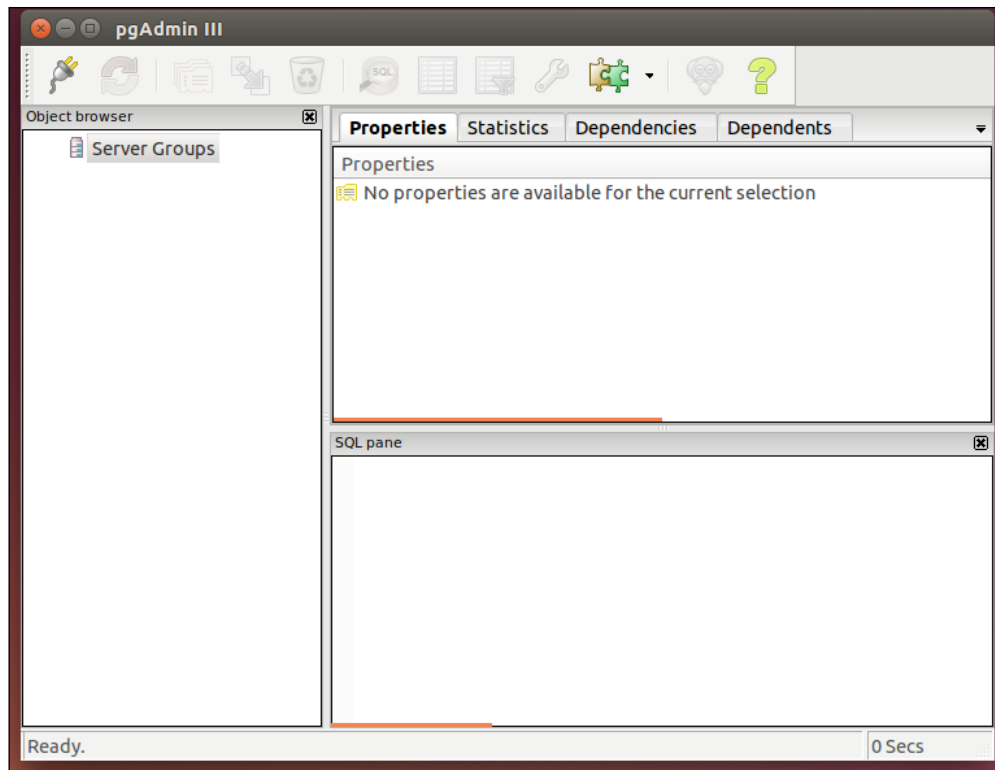 pgAdmin III
SQL
Object browser
Server Groups
Properties Statistics Dependencies Dependents
Properties
No properties are available for the current selection
SQL pane
Ready.
0 Secs